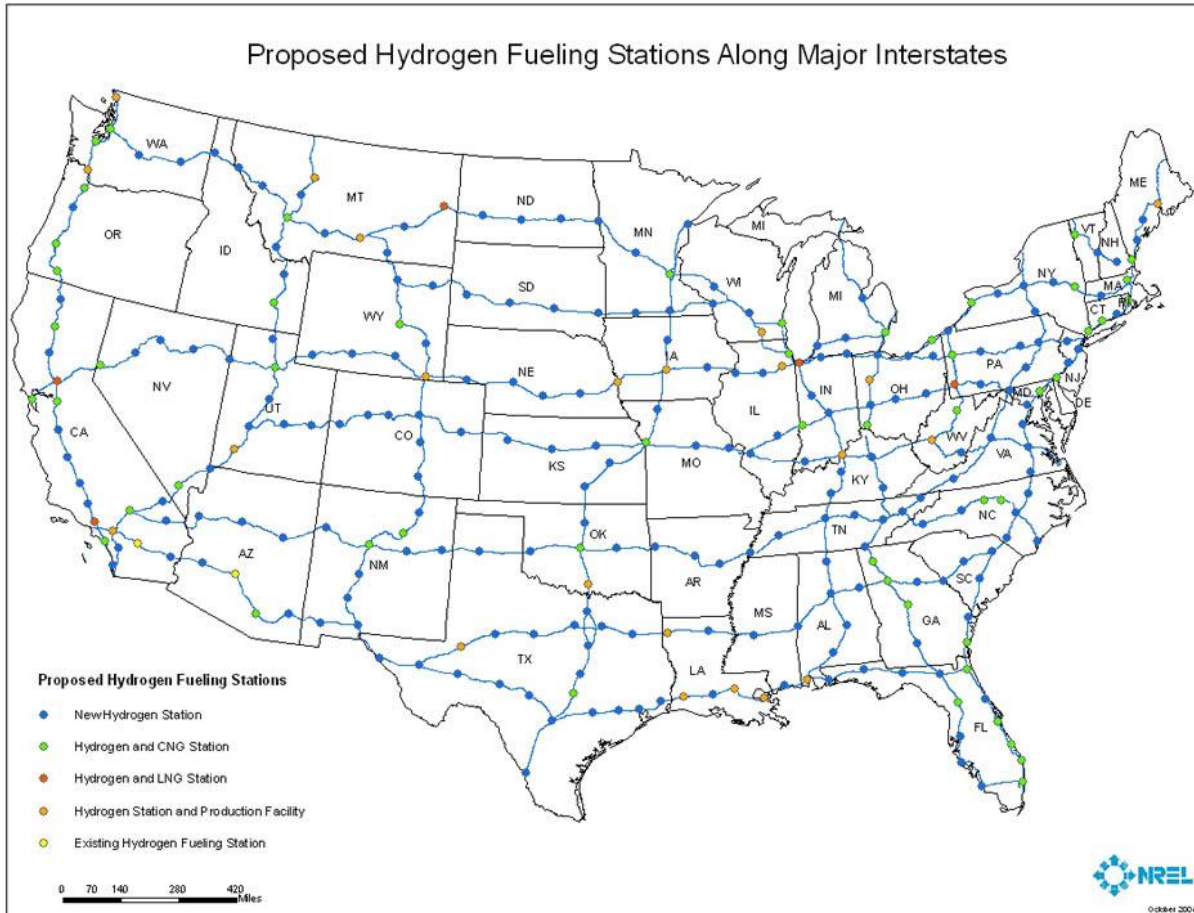 Proposed Hydrogen Fueling Stations Along Major Interstates
WA
MT
ND
MN
ME
OR
ID
MI
VT
NH
SD
WI
MI
NY
MA
RI
CT
WY
IA
NE
PA
NJ
NV
IL
IN
OH
MD
DE
UT
CO
CA
KS
MO
WV
VA
KY
NC
OK
TN
AZ
NM
AR
SC
MS
AL
GA
TX
LA
FL
Proposed Hydrogen Fueling Stations
New Hydrogen Station
Hydrogen and CNG Station
Hydrogen and LNG Station
Hydrogen Station and Production Facility
Existing Hydrogen Fueling Station
0 70 140 280 420
Miles
NREL
October